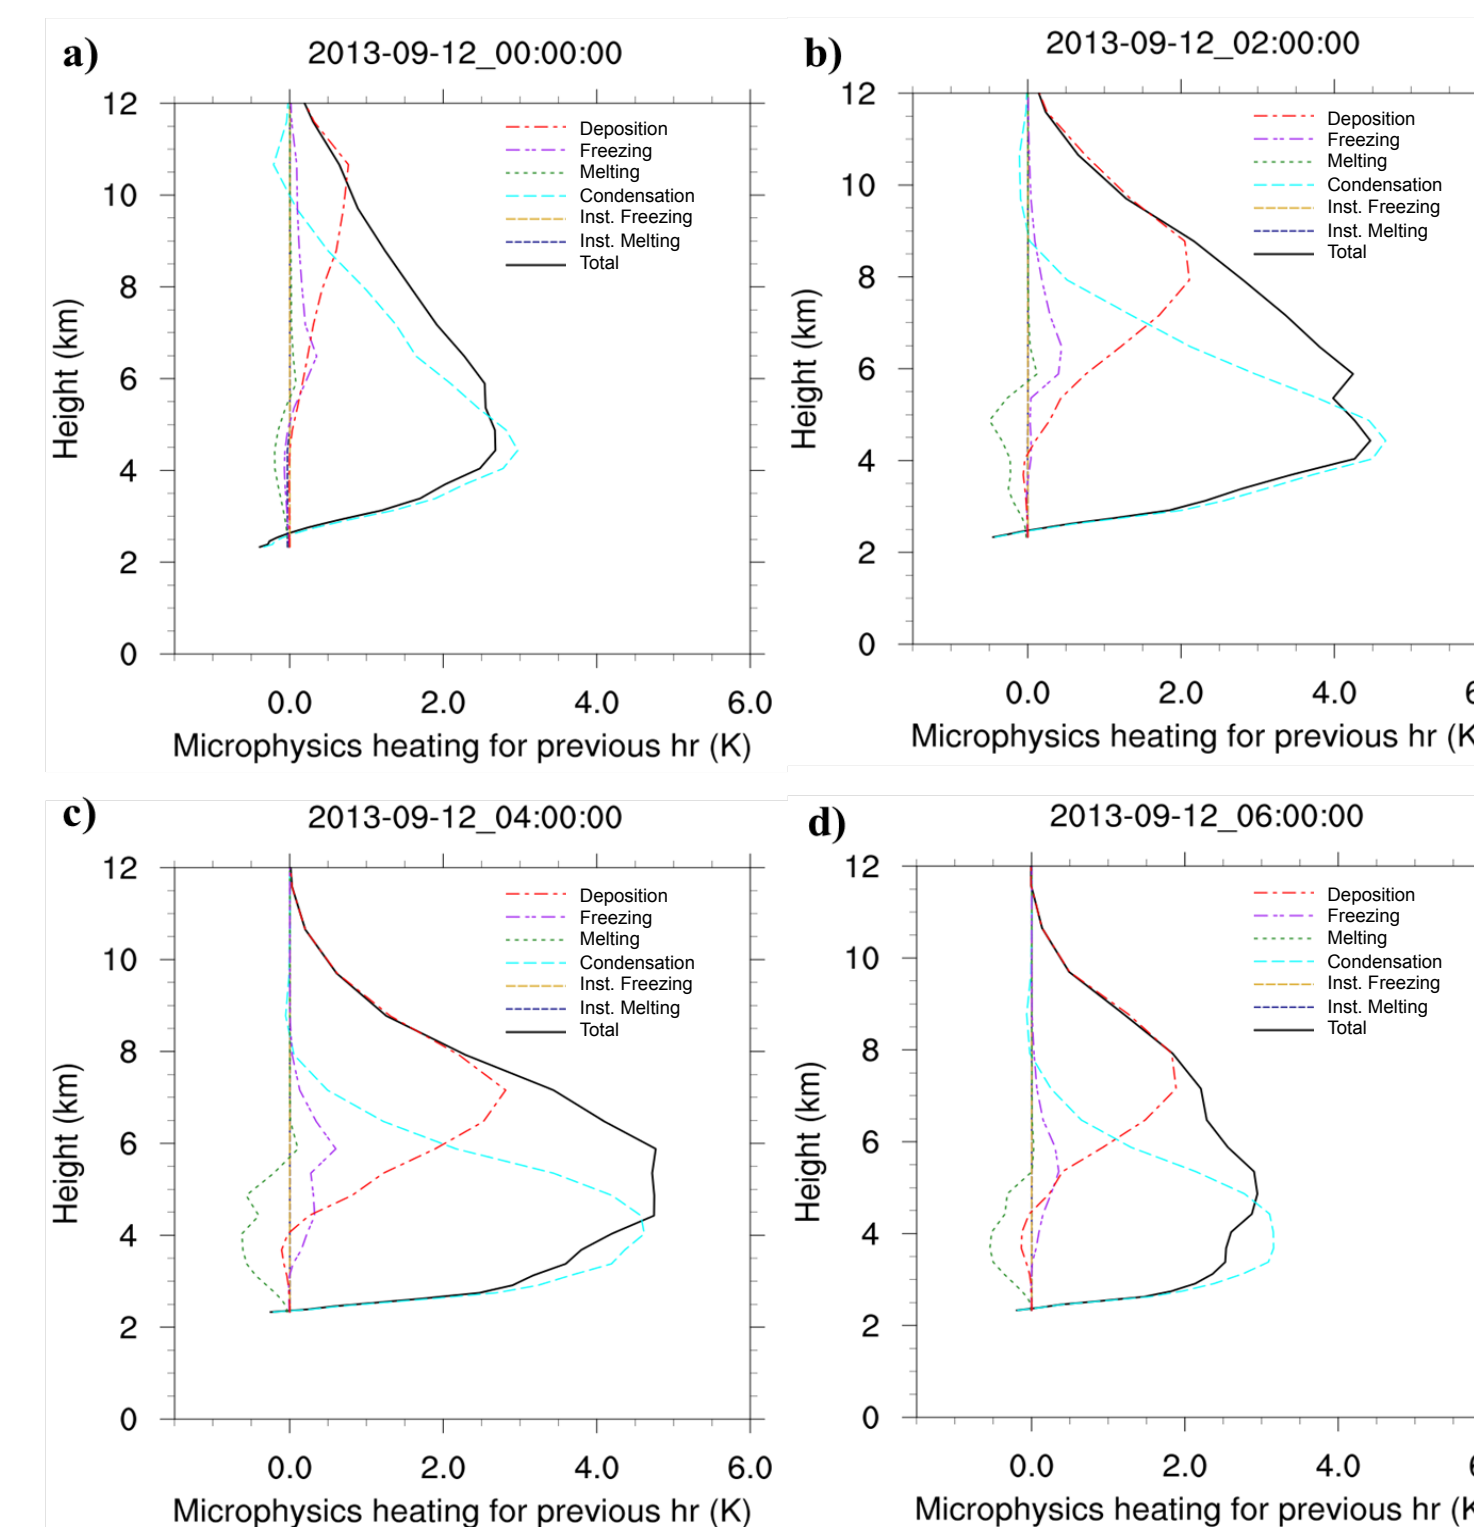 a)
2013-09-12_00:00:00
12
10
8
6
4
2
0
Height (km)
Deposition
Freezing
Melting
Condensation
Inst. Freezing
Inst. Melting
Total
0.0 2.0 4.0 6.0
Microphysics heating for previous hr (K)
b)
2013-09-12_02:00:00
12
10
8
6
4
2
0
Height (km)
Deposition
Freezing
Melting
Condensation
Inst. Freezing
Inst. Melting
Total
0.0 2.0 4.0
Microphysics heating for previous hr (K
c)
2013-09-12_04:00:00
12
10
8
6
4
2
0
Height (km)
Deposition
Freezing
Melting
Condensation
Inst. Freezing
Inst. Melting
Total
0.0 2.0 4.0 6.0
Microphysics heating for previous hr (K)
d)
2013-09-12_06:00:00
12
10
8
6
4
2
0
Height (km)
Deposition
Freezing
Melting
Condensation
Inst. Freezing
Inst. Melting
Total
0.0 2.0 4.0
Microphysics heating for previous hr (K